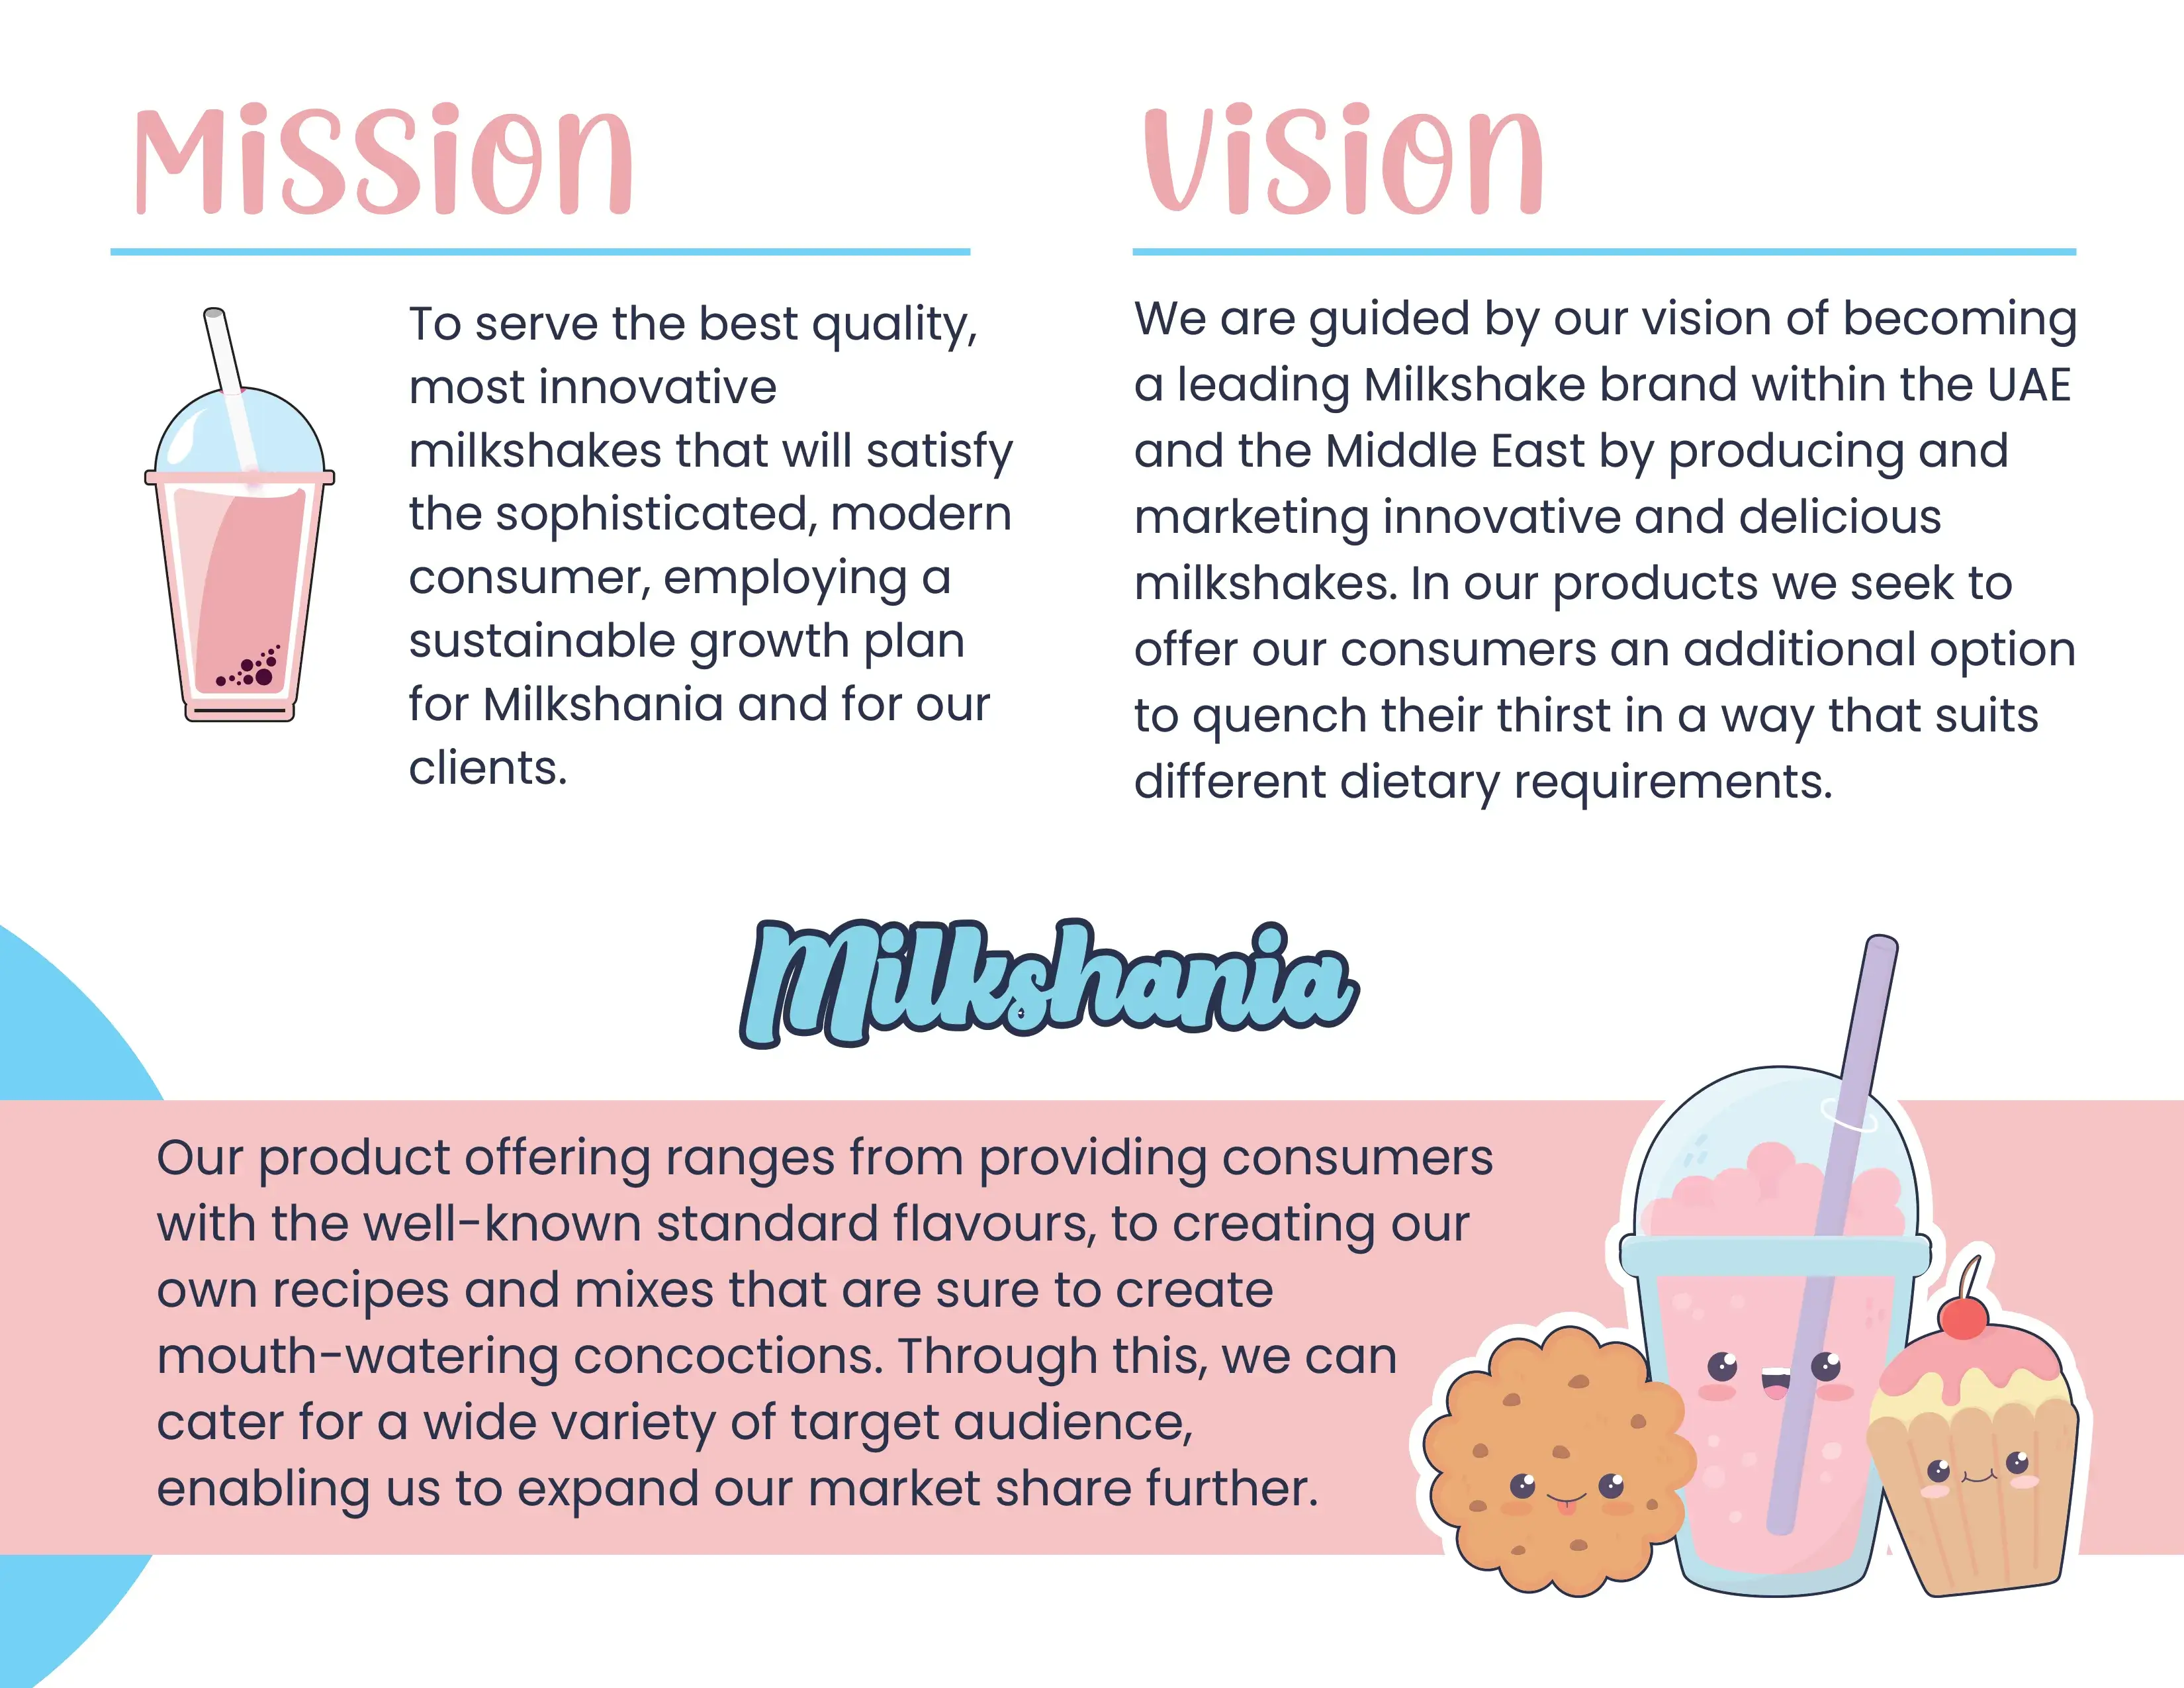 Mission
To serve the best quality,
most innovative
milkshakes that will satisfy
the sophisticated, modern
consumer, employing a
sustainable growth plan
for Milkshania and for our
clients.
Vision
We are guided by our vision of becoming
a leading Milkshake brand within the UAE
and the Middle East by producing and
marketing innovative and delicious
milkshakes. In our products we seek to
offer our consumers an additional option
to quench their thirst in a way that suits
different dietary requirements.
Milkshania
Our product offering ranges from providing consumers
with the well-known standard flavours, to creating our
own recipes and mixes that are sure to create
mouth-watering concoctions. Through this, we can
cater for a wide variety of target audience,
enabling us to expand our market share further.